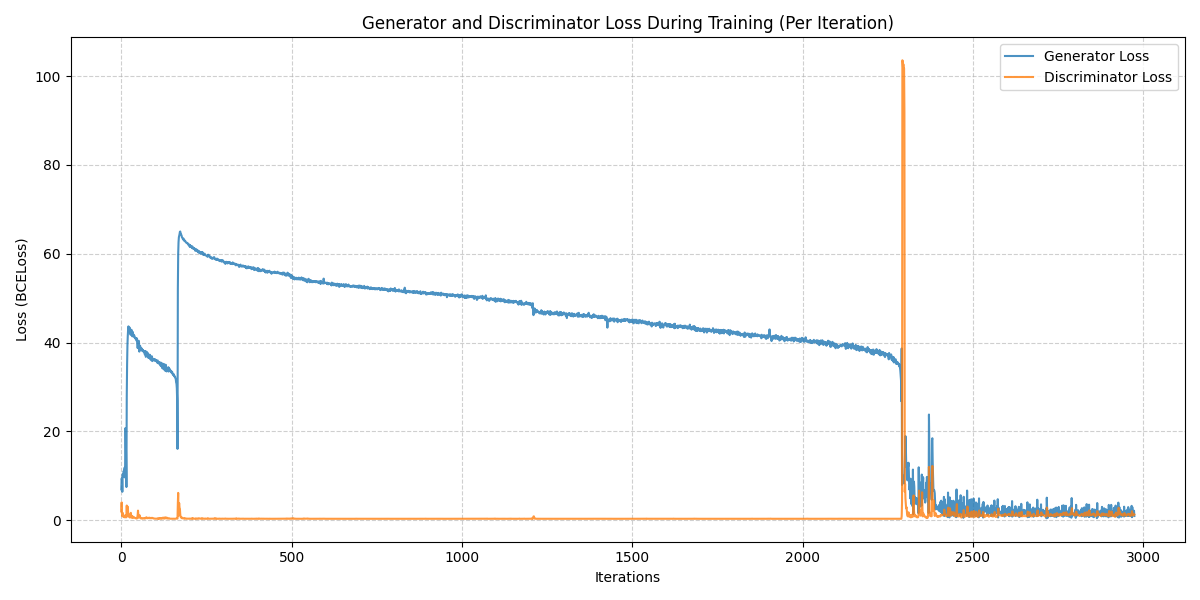 Generator and Discriminator Loss During Training (Per Iteration)
Generator Loss
Discriminator Loss
Loss (BCELoss)
100
80
60
40
20
0
0 500 1000 1500 2000 2500 3000
Iterations